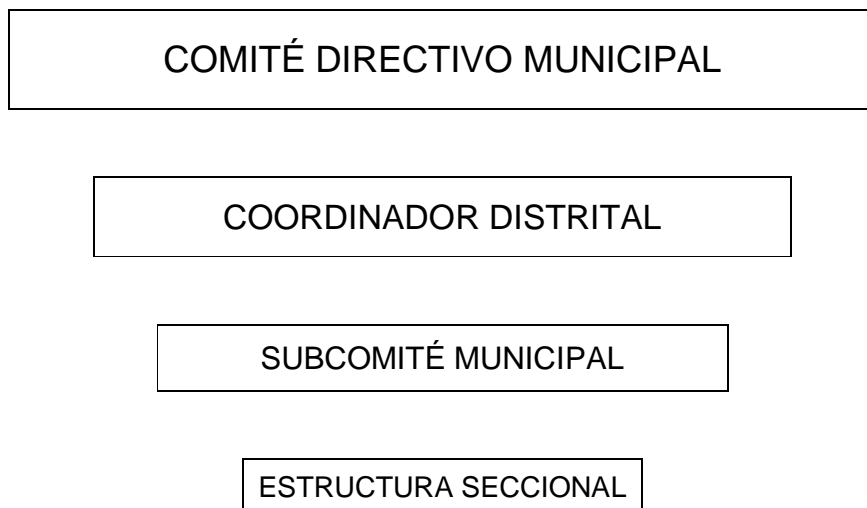 COMITÉ DIRECTIVO MUNICIPAL
COORDINADOR DISTRITAL
SUBCOMITÉ MUNICIPAL
ESTRUCTURA SECCIONAL